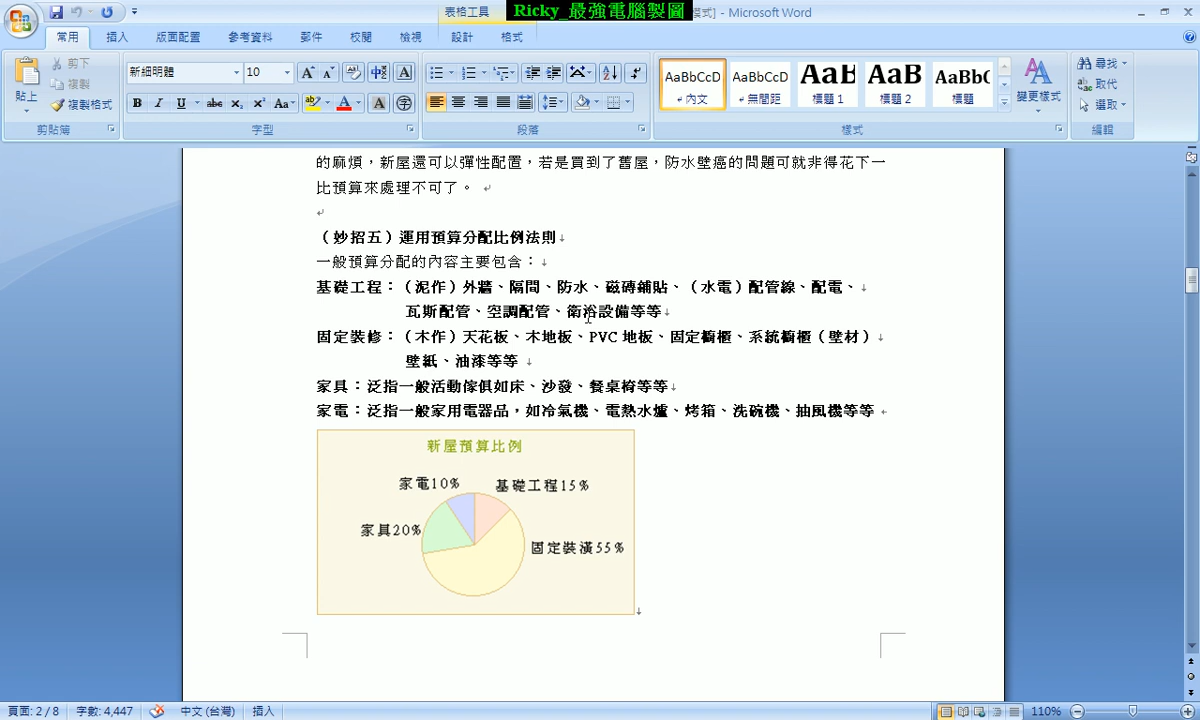 表格工具
Ricky_最強電腦製圖
模式] - Microsoft Word
常用 插入 版面配置 參考資料 郵件 校閱 檢視 設計 格式
貼上
剪下
複製
複製格式
剪貼簿
新細明體 10
B I U abe x₂ x² Aa
字型
段落
AaBbCcD AaBbCcD AaB AaBb AaBbC
內文 無間距 標題 1 標題 2 標題
變更樣式
樣式
尋找
取代
選取
編輯
的麻煩，新屋還可以彈性配置，若是買到了舊屋，防水壁癌的問題可就非得花下一
比預算來處理不可了。
（妙招五）運用預算分配比例法則
一般預算分配的內容主要包含：
基礎工程：（泥作）外牆、隔間、防水、磁磚鋪貼、（水電）配管線、配電、
瓦斯配管、空調配管、衛浴設備等等
固定裝修：（木作）天花板、木地板、PVC 地板、固定櫥櫃、系統櫥櫃（壁材）
壁紙、油漆等等
家具：泛指一般活動傢俱如床、沙發、餐桌椅等等
家電：泛指一般家用電器品，如冷氣機、電熱水爐、烤箱、洗碗機、抽風機等等
新屋預算比例
家電10%
基礎工程15%
家具20%
固定裝潢55%
頁面: 2 / 8 字數: 4,447 中文 (台灣) 插入 110%